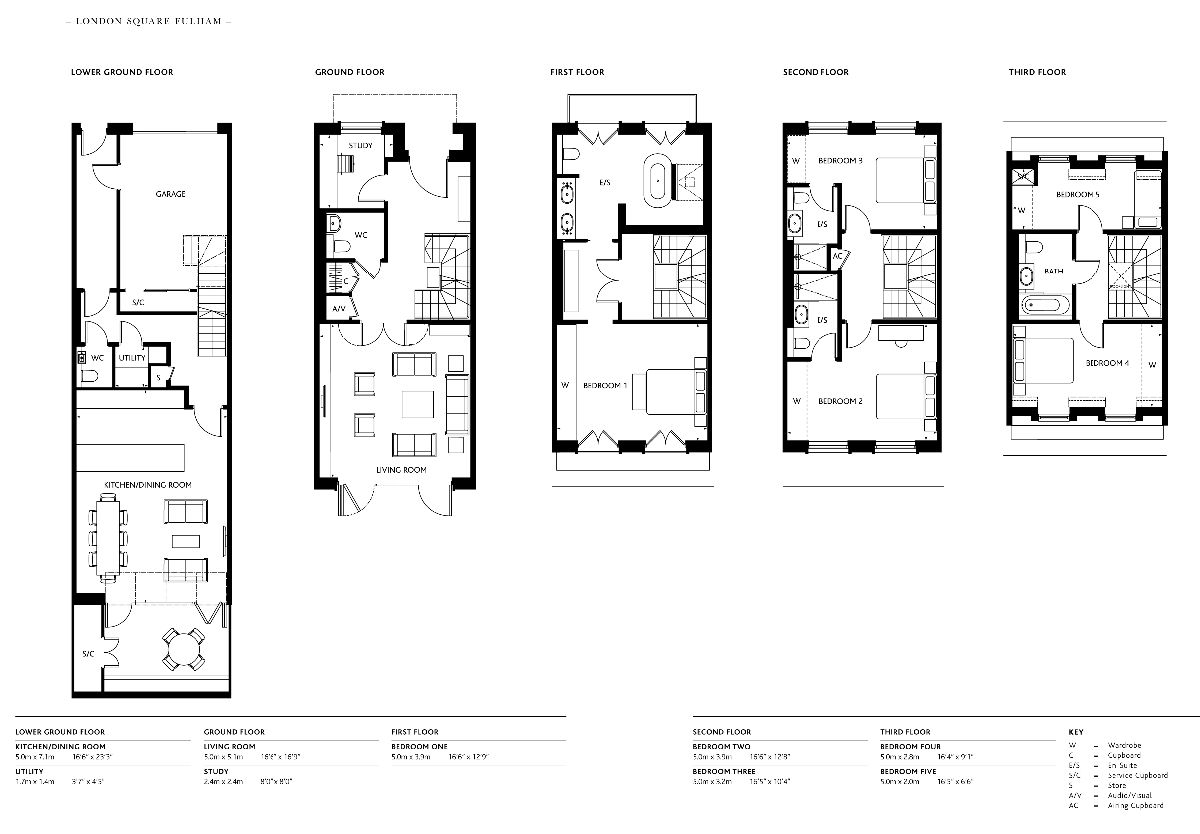 – LONDON SQUARE FULHAM –
LOWER GROUND FLOOR
GARAGE
S/C
WC
UTILITY
S
KITCHEN/DINING ROOM
S/C
GROUND FLOOR
STUDY
WC
C
A/V
LIVING ROOM
FIRST FLOOR
E/S
W
BEDROOM 1
SECOND FLOOR
W
BEDROOM 3
E/S
AC
E/S
W
BEDROOM 2
THIRD FLOOR
BEDROOM 5
W
BATH
BEDROOM 4
W
LOWER GROUND FLOOR
KITCHEN/DINING ROOM
5.0m x 7.1m 16'6" x 23'3"
UTILITY
1.7m x 1.4m 3'7" x 4'5"
GROUND FLOOR
LIVING ROOM
5.0m x 5.1m 16'6" x 16'9"
STUDY
2.4m x 2.4m 8'0" x 8'0"
FIRST FLOOR
BEDROOM ONE
5.0m x 3.9m 16'6" x 12'9"
SECOND FLOOR
BEDROOM TWO
5.0m x 3.9m 16'6" x 12'8"
BEDROOM THREE
5.0m x 3.2m 16'5" x 10'4"
THIRD FLOOR
BEDROOM FOUR
5.0m x 2.8m 16'4" x 9'1"
BEDROOM FIVE
5.0m x 2.0m 16'5" x 6'6"
KEY
W = Wardrobe
C = Cupboard
E/S = En Suite
S/C = Service Cupboard
S = Store
A/V = Audio/Visual
AC = Airing Cupboard